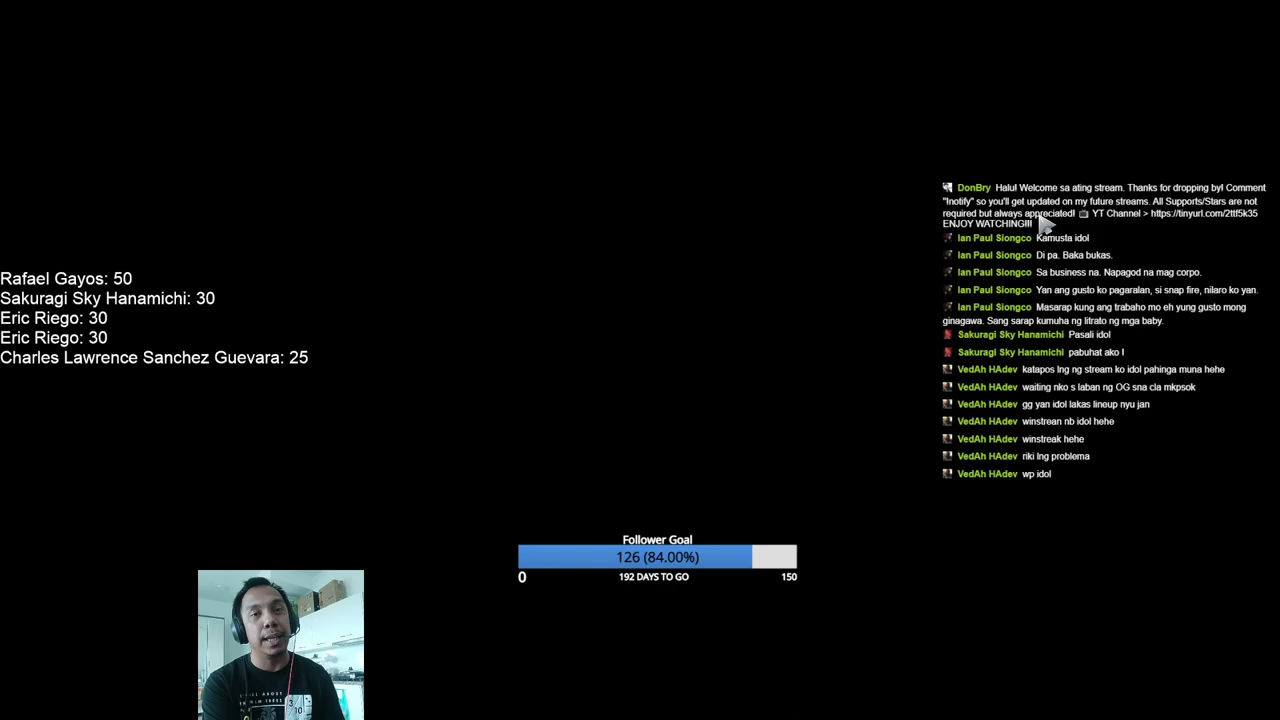 DonBry Halu! Welcome sa ating stream. Thanks for dropping by! Comment
"!notify" so you'll get updated on my future streams. All Supports/Stars are not
required but always appreciated! 📺 YT Channel > https://tinyurl.com/2ttf5k35
ENJOY WATCHING!!!
Ian Paul Siongco Kamusta idol
Ian Paul Siongco Di pa. Baka bukas.
Ian Paul Siongco Sa business na. Napagod na mag corpo.
Ian Paul Siongco Yan ang gusto ko pagaralan, si snap fire, nilaro ko yan.
Ian Paul Siongco Masarap kung ang trabaho mo eh yung gusto mong
ginagawa. Sang sarap kumuha ng litrato ng mga baby.
Sakuragi Sky Hanamichi Pasali idol
Sakuragi Sky Hanamichi pabuhat ako !
VedAh HAdev katapos lng ng stream ko idol pahinga muna hehe
VedAh HAdev waiting nko s laban ng OG sna cla mkpsok
VedAh HAdev gg yan idol lakas lineup nyu jan
VedAh HAdev winstrean nb idol hehe
VedAh HAdev winstreak hehe
VedAh HAdev riki lng problema
VedAh HAdev wp idol
Rafael Gayos: 50
Sakuragi Sky Hanamichi: 30
Eric Riego: 30
Eric Riego: 30
Charles Lawrence Sanchez Guevara: 25
Follower Goal
126 (84.00%)
0 192 DAYS TO GO 150